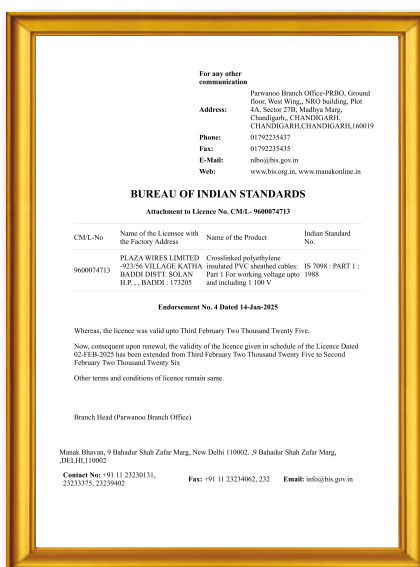 For any other
communication
Parwanoo Branch Office-PRBO, Ground
floor, West Wing,, NRO building, Plot
Address: 4A, Sector 27B, Madhya Marg,
Chandigarh,, CHANDIGARH,
CHANDIGARH,CHANDIGARH,160019
Phone: 01792235437
Fax: 01792235435
E-Mail: nlbo@bis.gov.in
Web: www.bis.org.in, www.manakonline.in
BUREAU OF INDIAN STANDARDS
Attachment to Licence No. CM/L- 9600074713
CM/L-No Name of the Licensee with the Factory Address Name of the Product Indian Standard No.
9600074713
PLAZA WIRES LIMITED
-923/56 VILLAGE KATHA
BADDI DISTT. SOLAN
H.P. , , BADDI : 173205
Crosslinked polyethylene
insulated PVC sheathed cables:
Part 1 For working voltage upto
and including 1 100 V
IS 7098 : PART 1 :
1988
Endorsement No. 4 Dated 14-Jan-2025
Whereas, the licence was valid upto Third February Two Thousand Twenty Five.
Now, consequent upon renewal, the validity of the licence given in schedule of the Licence Dated
02-FEB-2025 has been extended from Third February Two Thousand Twenty Five to Second
February Two Thousand Twenty Six
Other terms and conditions of licence remain same.
Branch Head (Parwanoo Branch Office)
Manak Bhavan, 9 Bahadur Shah Zafar Marg, New Delhi 110002. ,9 Bahadur Shah Zafar Marg,
,DELHI,110002
Contact No: +91 11 23230131,
23233375, 23239402
Fax: +91 11 23234062, 232
Email: info@bis.gov.in